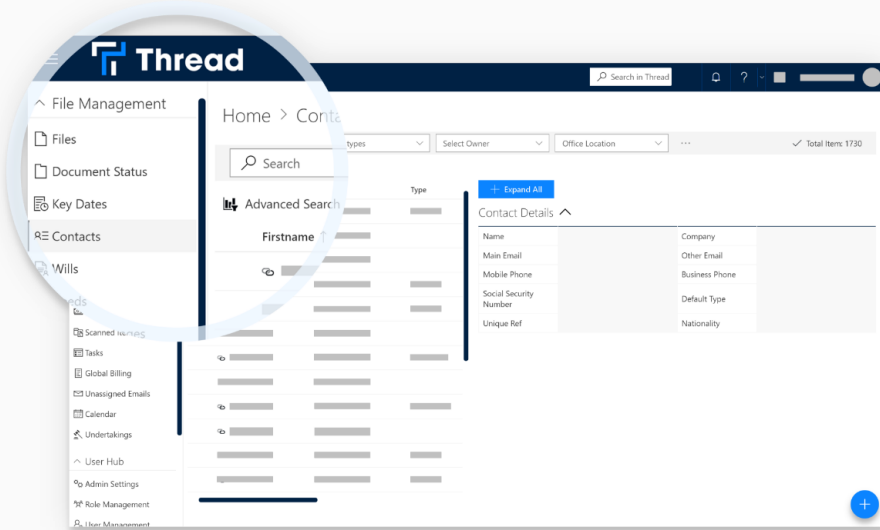 Thread
Search in Thread
?
File Management
Files
Document Status
Key Dates
Contacts
Wills
Scanned
Tasks
Global Billing
Unassigned Emails
Calendar
Undertakings
User Hub
Admin Settings
Role Management
User Management
Home > Conta
types
Select Owner
Office Location
...
Total Item: 1730
Search
Advanced Search
Firstname
Type
+ Expand All
Contact Details
Name
Company
Main Email
Other Email
Mobile Phone
Business Phone
Social Security
Number
Default Type
Unique Ref
Nationality